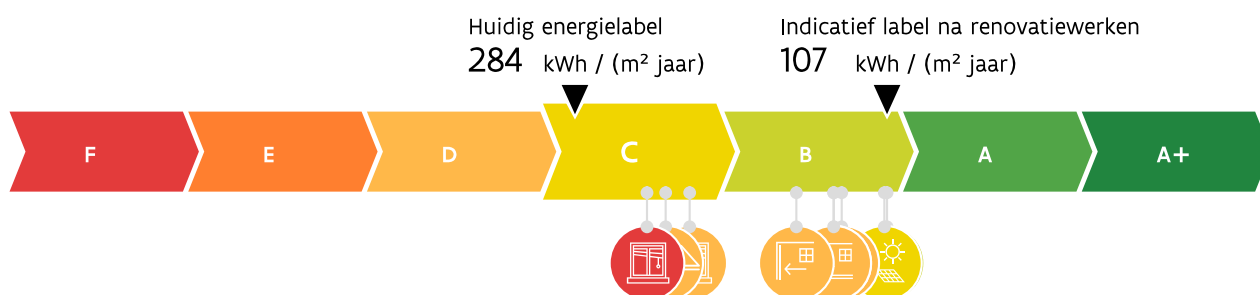 Huidig energielabel
284 kWh / (m² jaar)
Indicatief label na renovatiewerken
107 kWh / (m² jaar)
F E D C B A A+